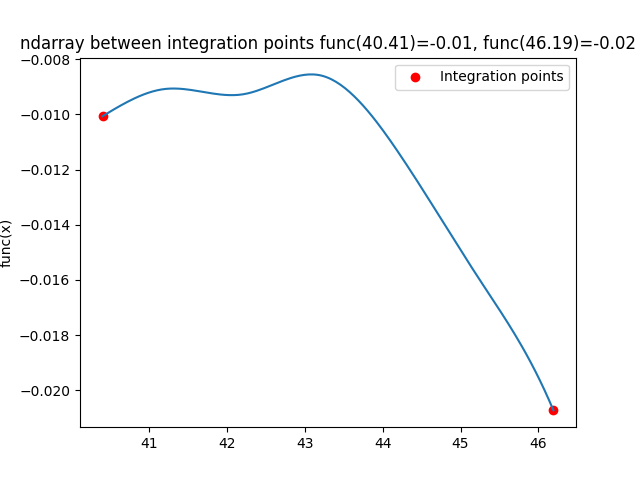 ndarray between integration points func(40.41)=-0.01, func(46.19)=-0.02
Integration points
func(x)
−0.008
−0.010
−0.012
−0.014
−0.016
−0.018
−0.020
41 42 43 44 45 46